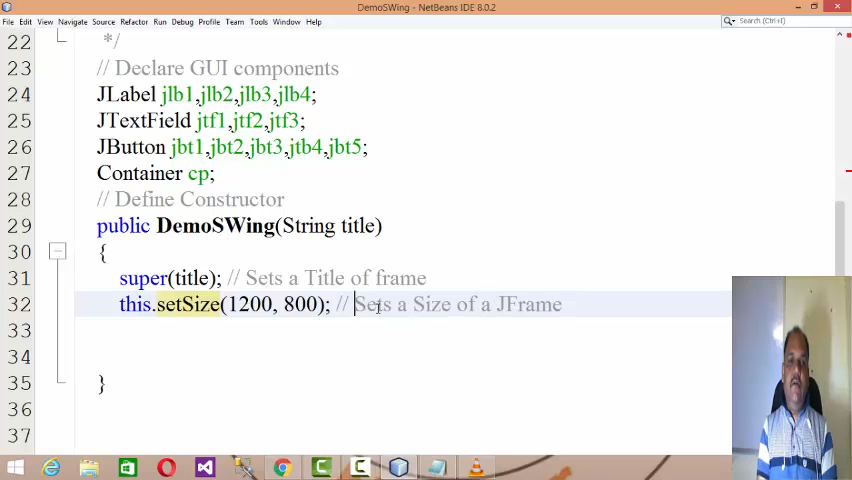 DemoSWing - NetBeans IDE 8.0.2
File Edit View Navigate Source Refactor Run Debug Profile Team Tools Window Help
Search (Ctrl+I)
22 */
23 // Declare GUI components
24 JLabel jlb1,jlb2,jlb3,jlb4;
25 JTextField jtf1,jtf2,jtf3;
26 JButton jbt1,jbt2,jbt3,jtb4,jbt5;
27 Container cp;
28 // Define Constructor
29 public DemoSWing(String title)
30 {
31 super(title); // Sets a Title of frame
32 this.setSize(1200, 800); // Sets a Size of a JFrame
33
34
35 }
36
37